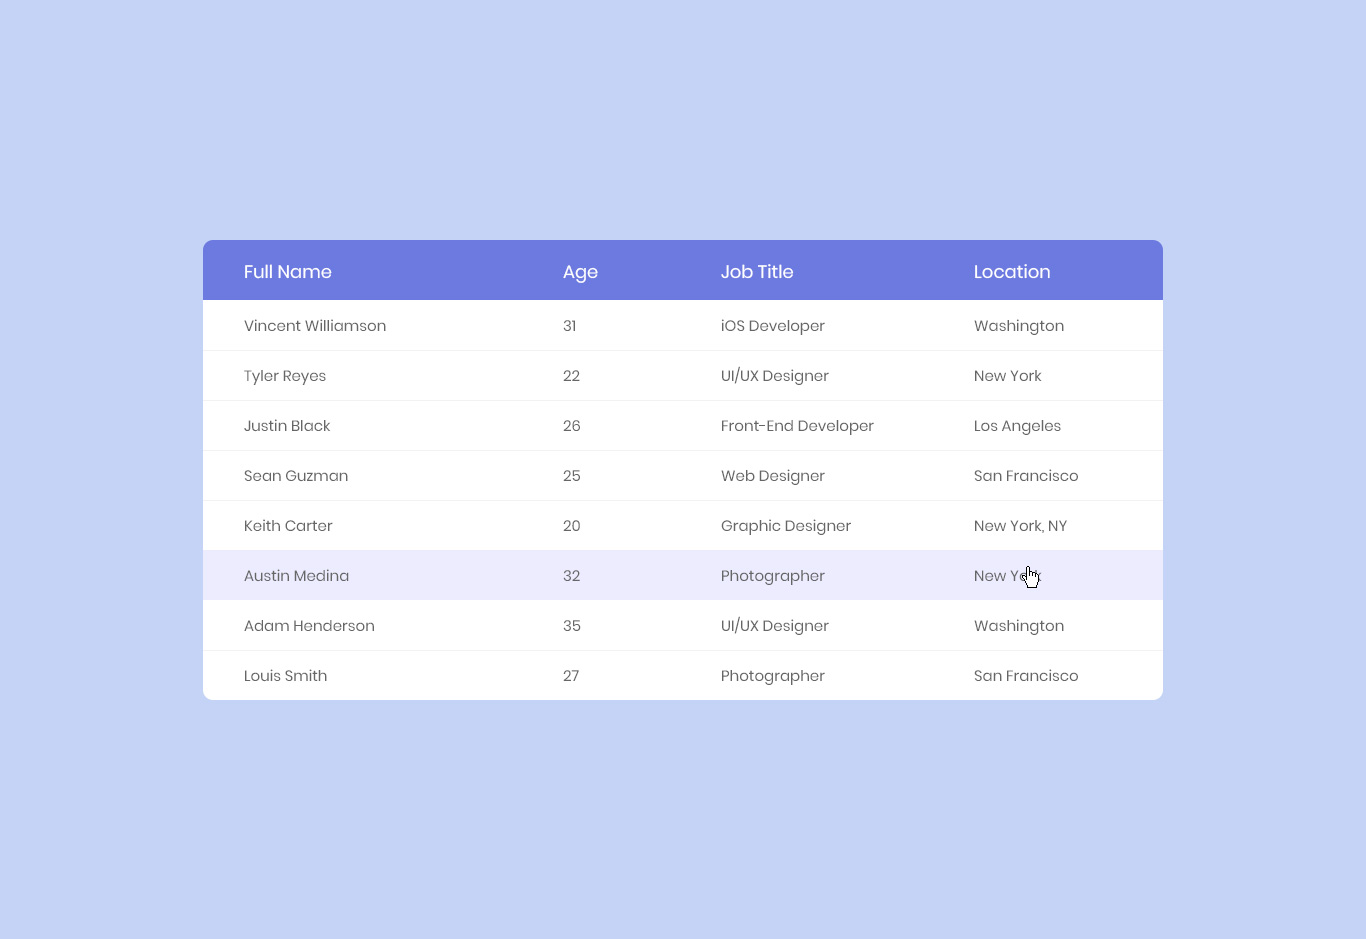 Full Name Age Job Title Location
Vincent Williamson 31 iOS Developer Washington
Tyler Reyes 22 UI/UX Designer New York
Justin Black 26 Front-End Developer Los Angeles
Sean Guzman 25 Web Designer San Francisco
Keith Carter 20 Graphic Designer New York, NY
Austin Medina 32 Photographer New York
Adam Henderson 35 UI/UX Designer Washington
Louis Smith 27 Photographer San Francisco